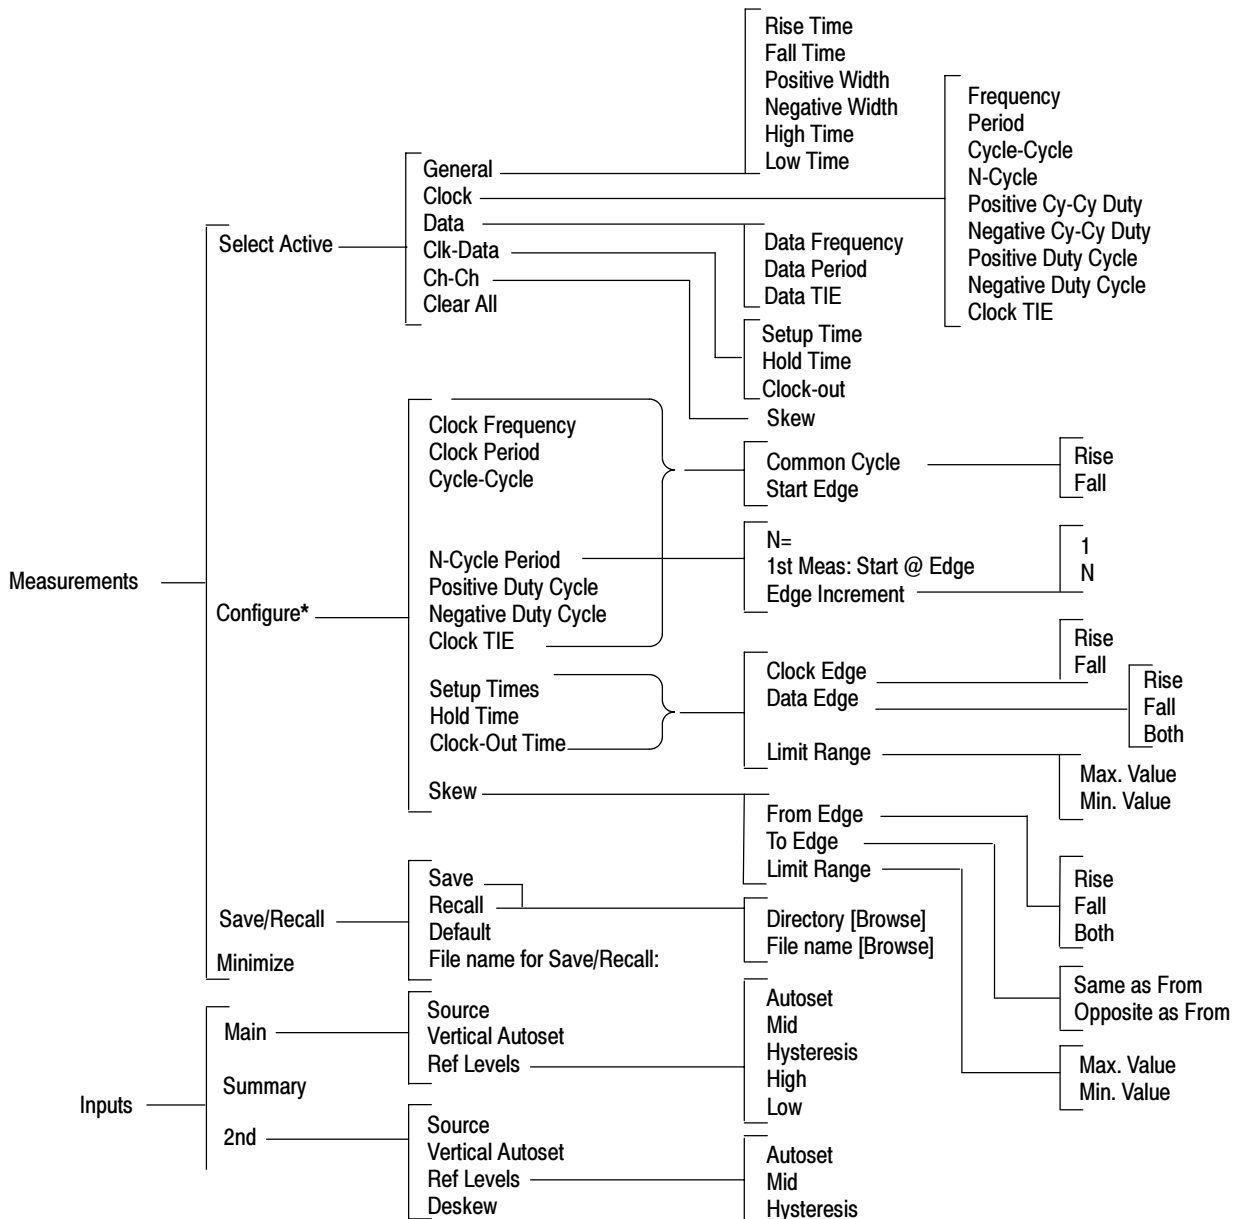 Measurements
Select Active
General
Rise Time
Fall Time
Positive Width
Negative Width
High Time
Low Time
Clock
Frequency
Period
Cycle-Cycle
N-Cycle
Positive Cy-Cy Duty
Negative Cy-Cy Duty
Positive Duty Cycle
Negative Duty Cycle
Clock TIE
Data
Data Frequency
Data Period
Data TIE
Clk-Data
Setup Time
Hold Time
Clock-out
Ch-Ch
Skew
Clear All
Configure*
Clock Frequency
Clock Period
Cycle-Cycle
Common Cycle
Start Edge
Rise
Fall
N-Cycle Period
N=
1st Meas: Start @ Edge
Edge Increment
1
N
Positive Duty Cycle
Negative Duty Cycle
Clock TIE
Setup Times
Hold Time
Clock-Out Time
Clock Edge
Rise
Fall
Data Edge
Rise
Fall
Both
Limit Range
Max. Value
Min. Value
Skew
From Edge
Rise
Fall
Both
To Edge
Same as From
Opposite as From
Limit Range
Max. Value
Min. Value
Save/Recall
Save
Recall
Directory [Browse]
File name [Browse]
Default
File name for Save/Recall:
Minimize
Inputs
Main
Source
Vertical Autoset
Ref Levels
Autoset
Mid
Hysteresis
High
Low
Summary
2nd
Source
Vertical Autoset
Ref Levels
Autoset
Mid
Hysteresis
Deskew